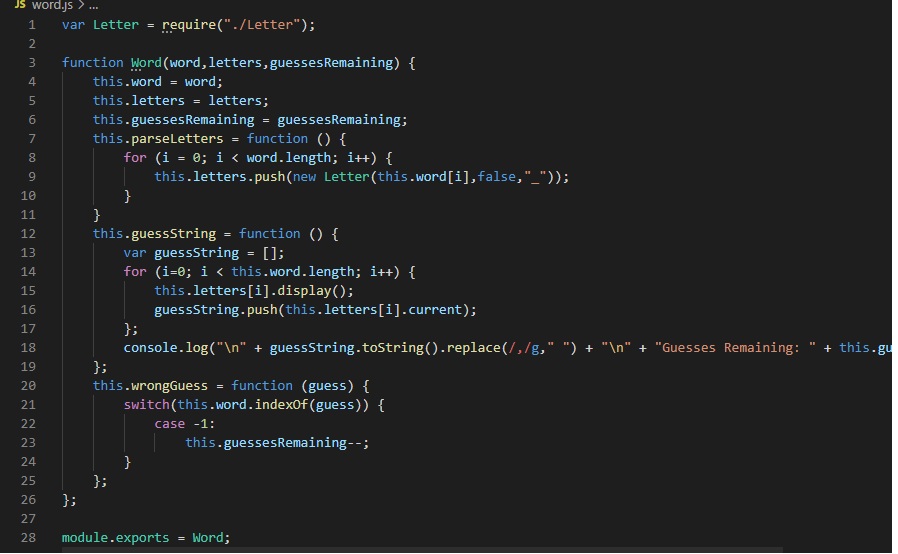 JS word.js > ...
1 var Letter = require("./Letter");
2
3 function Word(word,letters,guessesRemaining) {
4     this.word = word;
5     this.letters = letters;
6     this.guessesRemaining = guessesRemaining;
7     this.parseLetters = function () {
8         for (i = 0; i < word.length; i++) {
9             this.letters.push(new Letter(this.word[i],false,"_"));
10         }
11     }
12     this.guessString = function () {
13         var guessString = [];
14         for (i=0; i < this.word.length; i++) {
15             this.letters[i].display();
16             guessString.push(this.letters[i].current);
17         };
18         console.log("\n" + guessString.toString().replace(/,/g," ") + "\n" + "Guesses Remaining: " + this.gu
19     };
20     this.wrongGuess = function (guess) {
21         switch(this.word.indexOf(guess)) {
22             case -1:
23                 this.guessesRemaining--;
24         }
25     };
26 };
27
28 module.exports = Word;